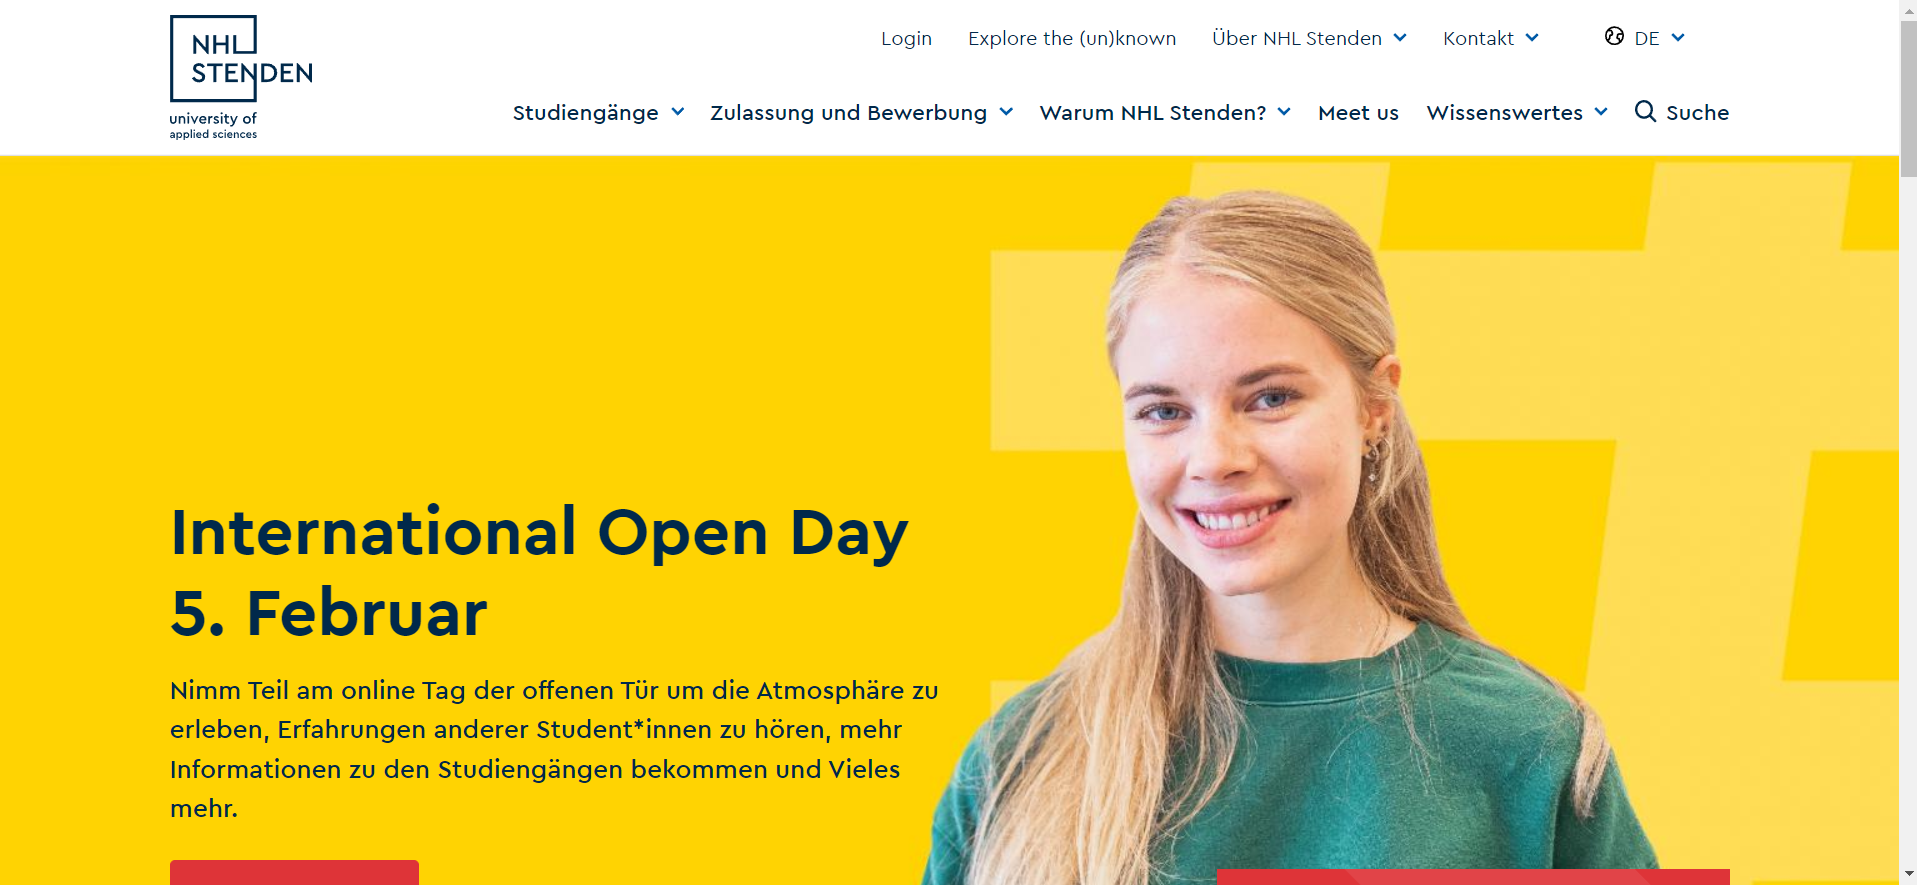 NHL
STENDEN
university of
applied sciences
Login Explore the (un)known Über NHL Stenden Kontakt DE
Studiengänge Zulassung und Bewerbung Warum NHL Stenden? Meet us Wissenswertes Suche
International Open Day
5. Februar
Nimm Teil am online Tag der offenen Tür um die Atmosphäre zu
erleben, Erfahrungen anderer Student*innen zu hören, mehr
Informationen zu den Studiengängen bekommen und Vieles
mehr.